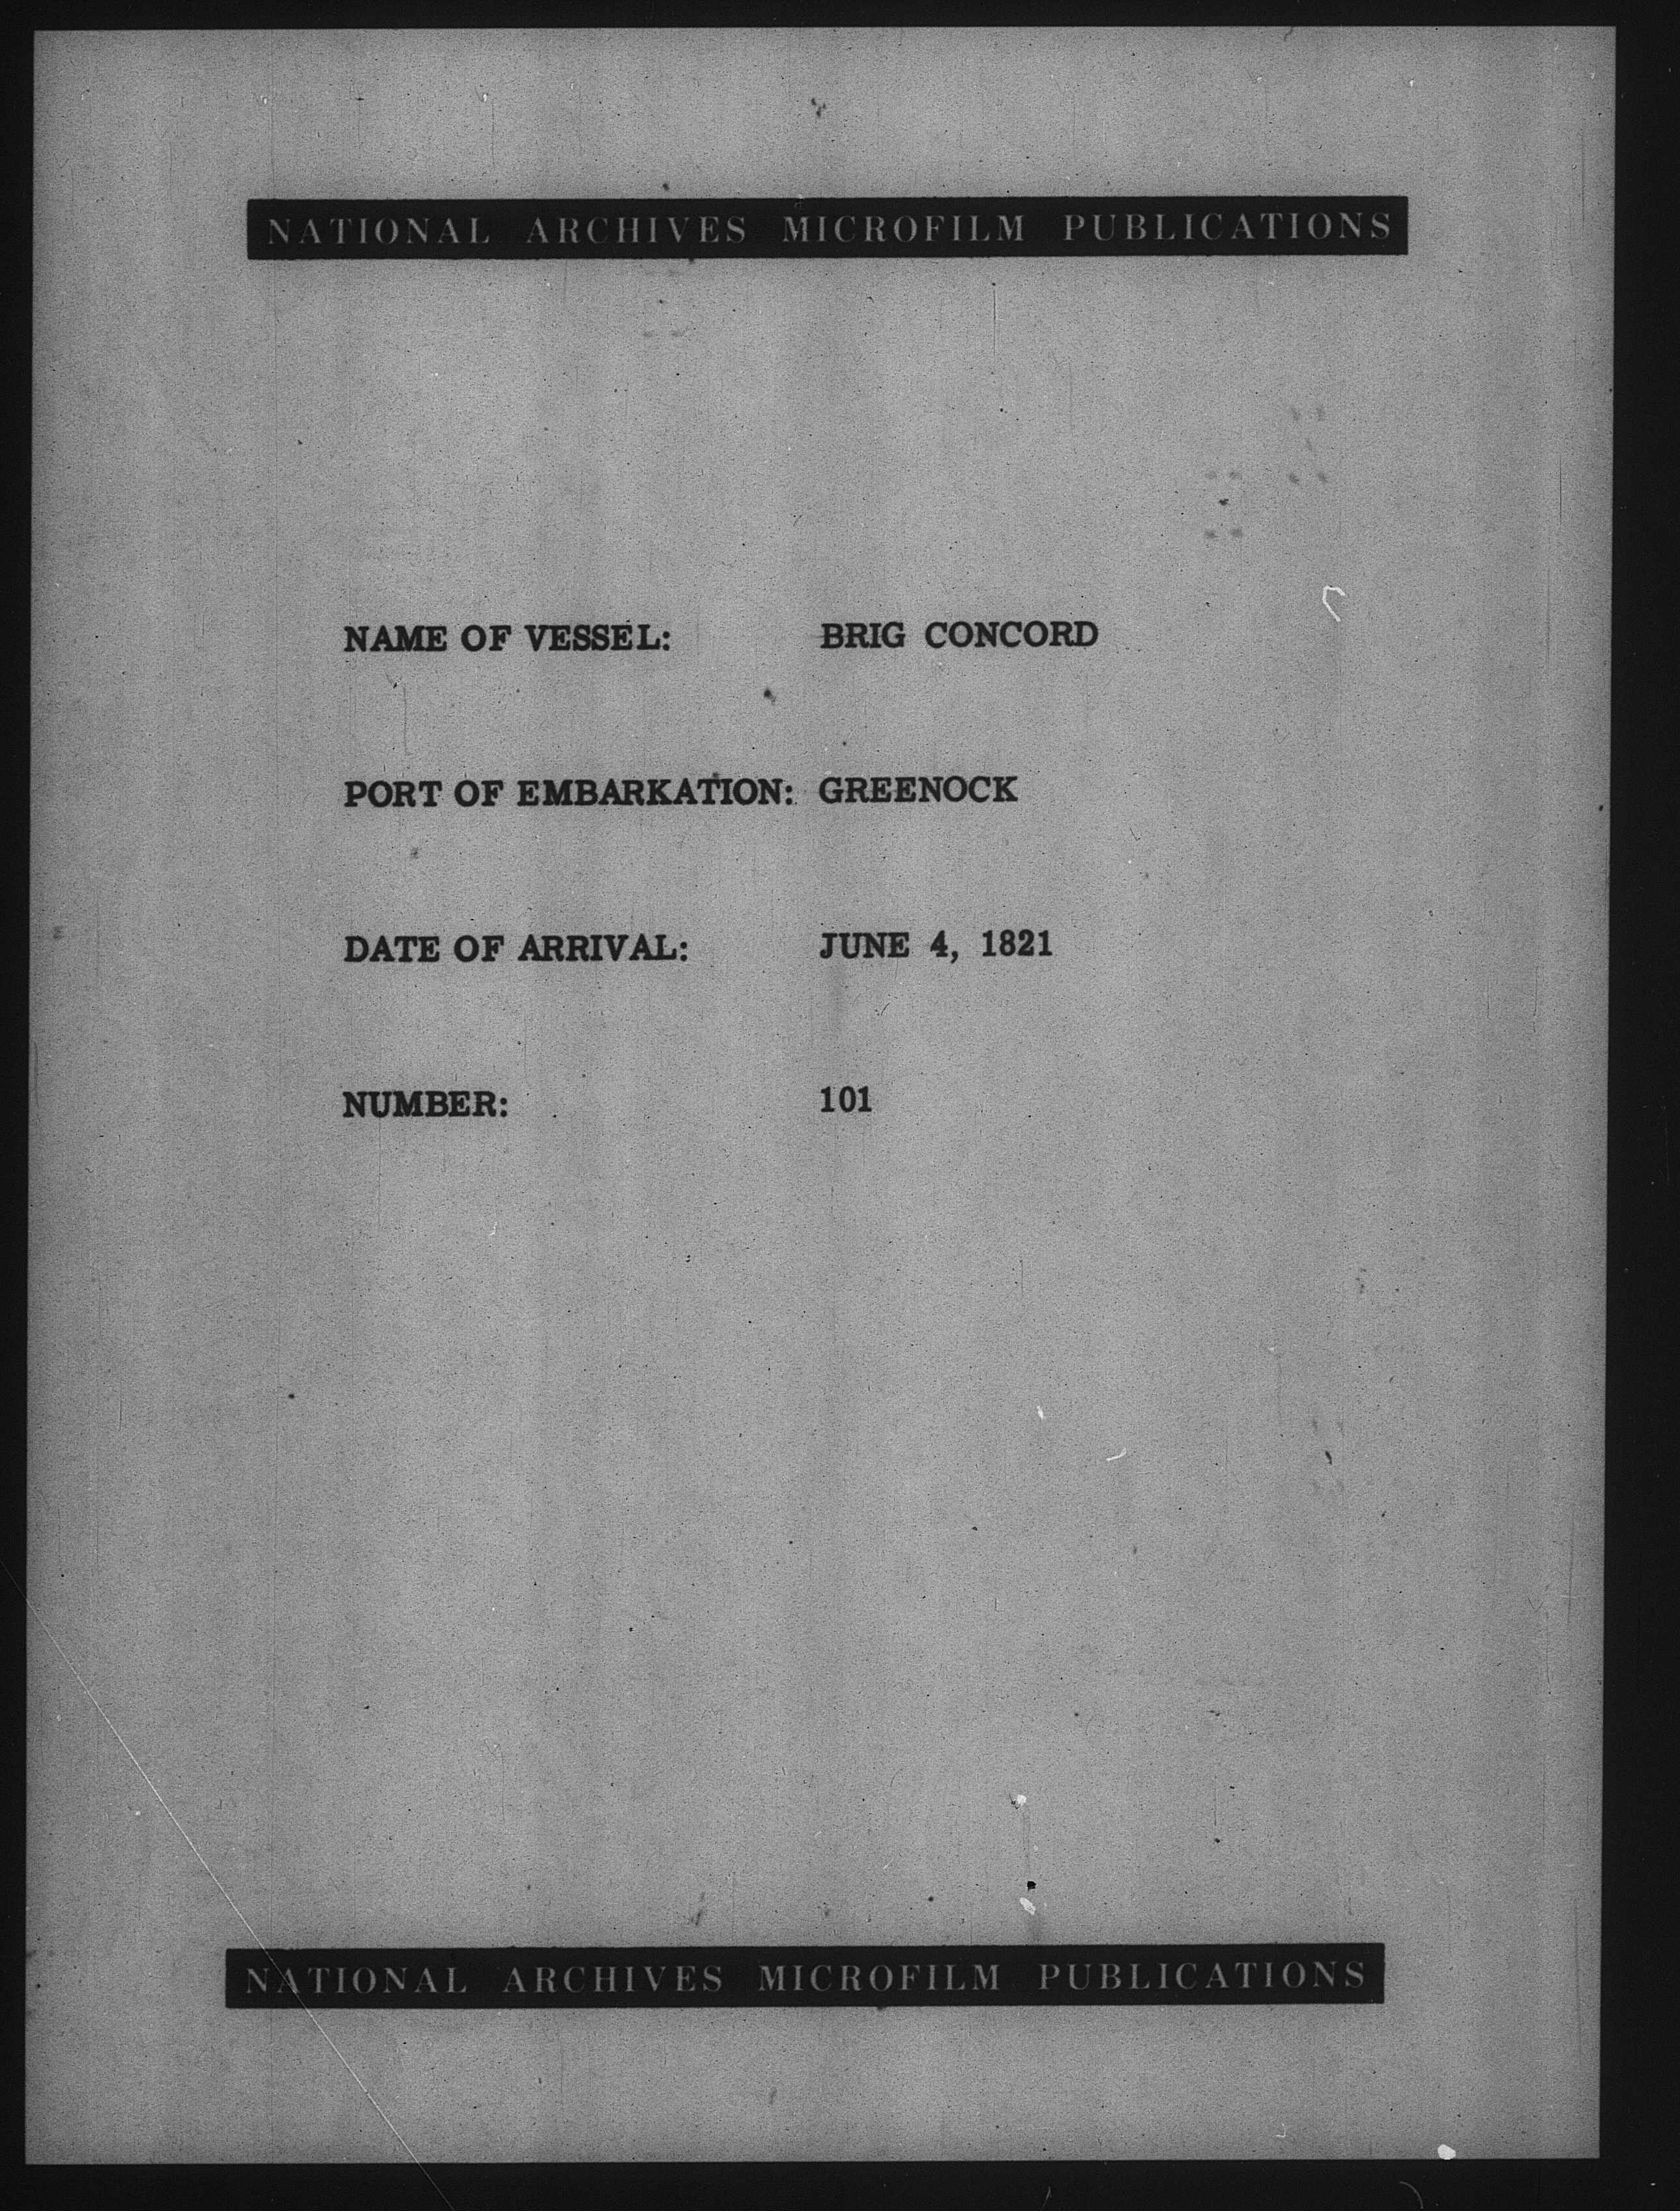 NATIONAL ARCHIVES MICROFILM PUBLICATIONS
NAME OF VESSEL: BRIG CONCORD
PORT OF EMBARKATION: GREENOCK
DATE OF ARRIVAL: JUNE 4, 1821
NUMBER: 101
NATIONAL ARCHIVES MICROFILM PUBLICATIONS